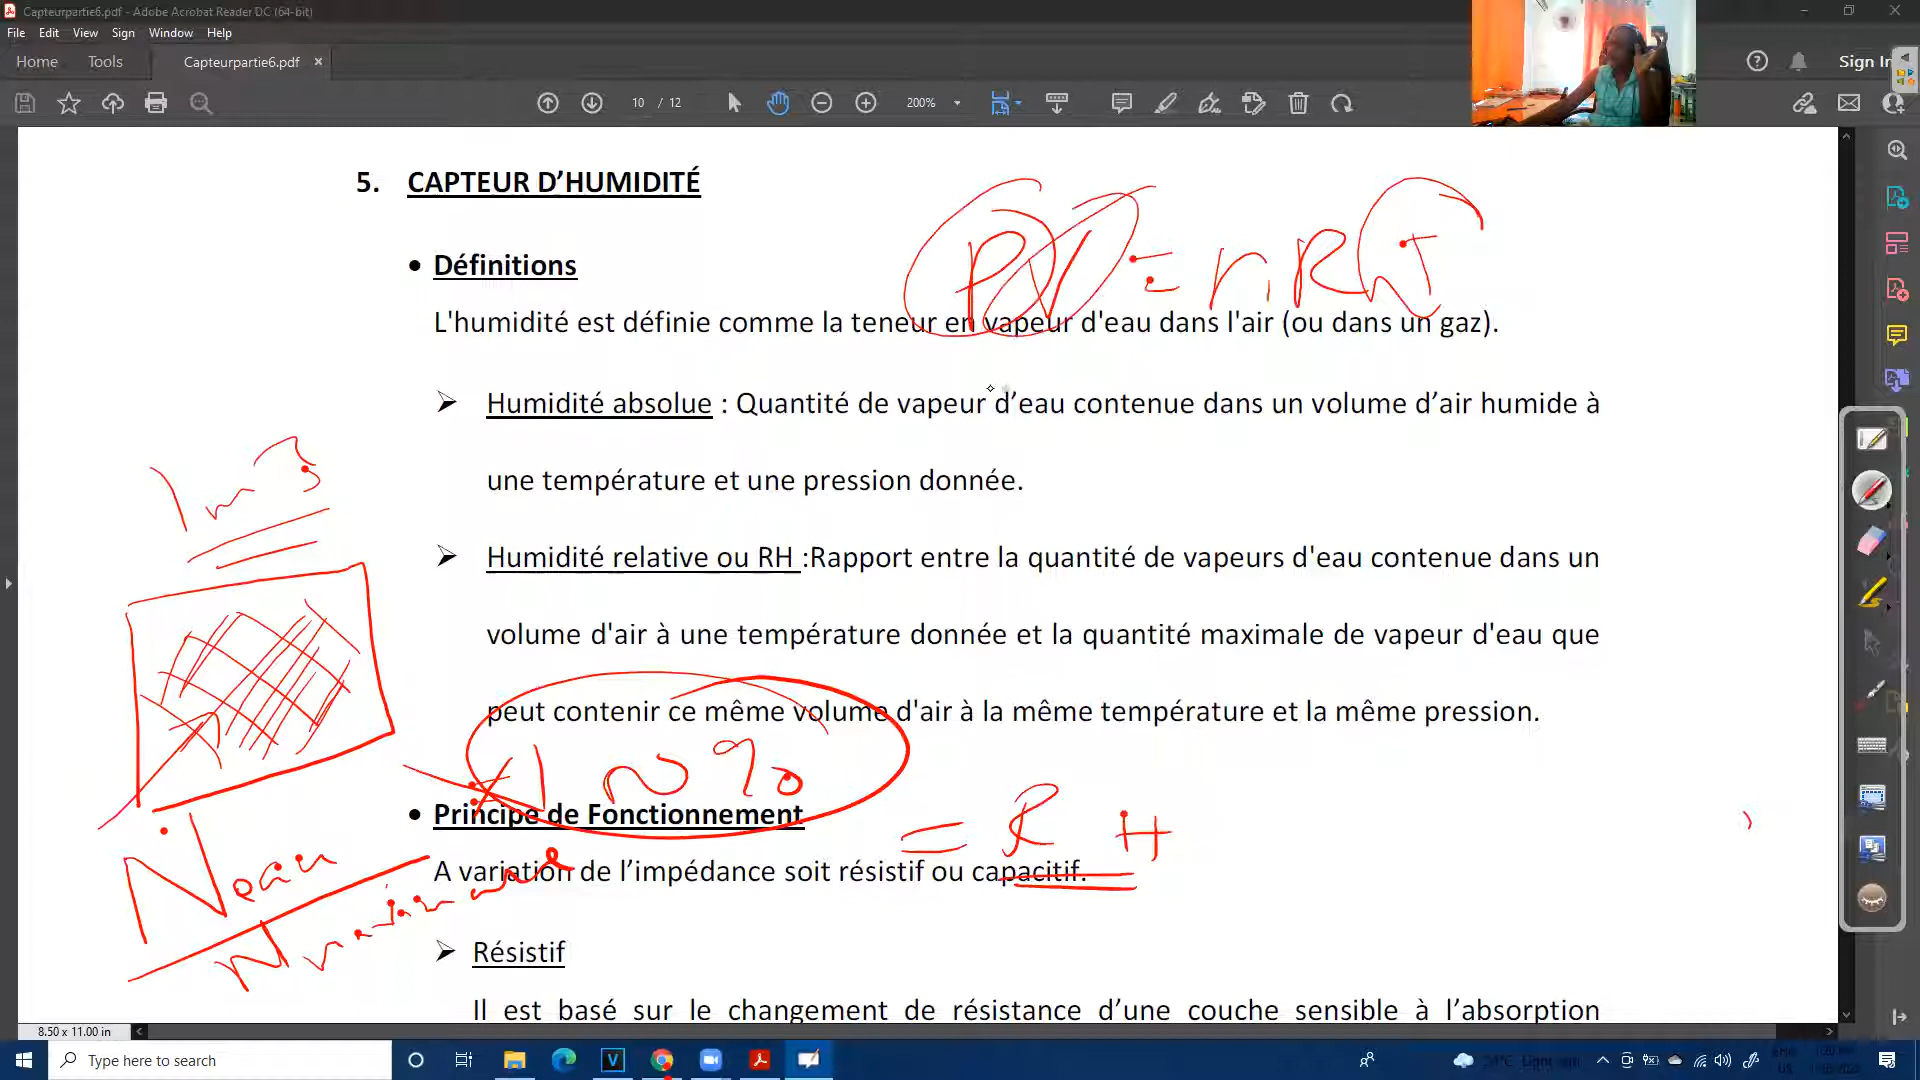 Capteurpartie6.pdf - Adobe Acrobat Reader DC (64-bit)
File Edit View Sign Window Help
Home Tools Capteurpartie6.pdf × Sign In
10 / 12 200%
5. CAPTEUR D’HUMIDITÉ
PV = nRT
• Définitions
L'humidité est définie comme la teneur en vapeur d'eau dans l'air (ou dans un gaz).
Humidité absolue : Quantité de vapeur d’eau contenue dans un volume d’air humide à
une température et une pression donnée.
1m3
Humidité relative ou RH :Rapport entre la quantité de vapeurs d'eau contenue dans un
volume d'air à une température donnée et la quantité maximale de vapeur d'eau que
peut contenir ce même volume d'air à la même température et la même pression.
%
= RH
• Principe de Fonctionnement
A variation de l’impédance soit résistif ou capacitif.
Neau
Résistif
Il est basé sur le changement de résistance d’une couche sensible à l’absorption
8.50 x 11.00 in
Type here to search